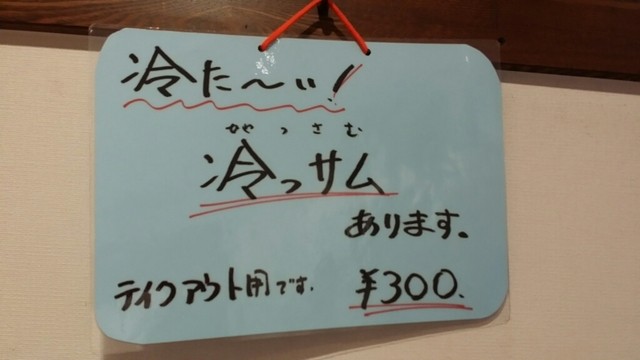 冷た～い!
がっさむ
冷っサム
あります。
テイクアウト用です.
¥300.